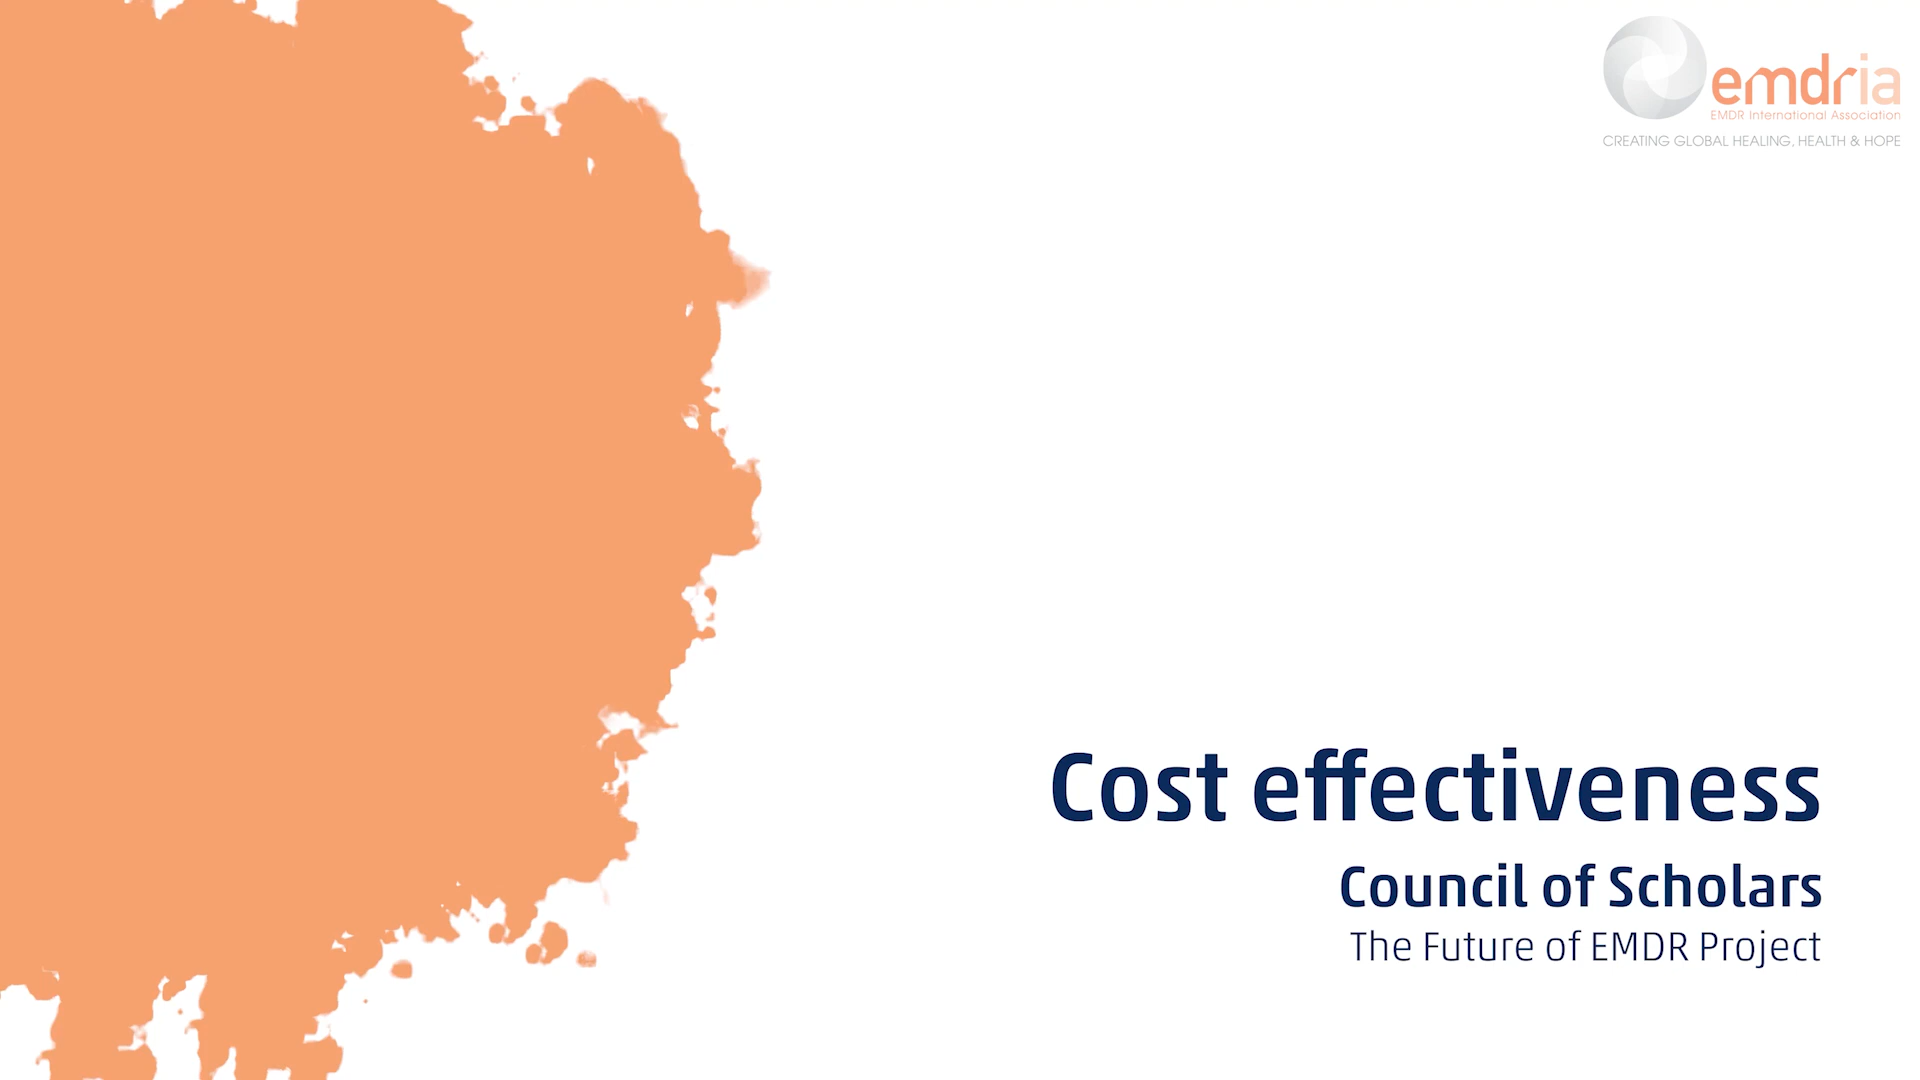 emdria
EMDR International Association
CREATING GLOBAL HEALING, HEALTH & HOPE
Cost effectiveness
Council of Scholars
The Future of EMDR Project